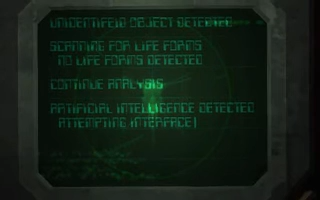 UNIDENTIFIED OBJECT DETECTED
SCANNING FOR LIFE FORMS
NO LIFE FORMS DETECTED
CONTINUE ANALYSIS
ARTIFICIAL INTELLIGENCE DETECTED
ATTEMPTING INTERFACE